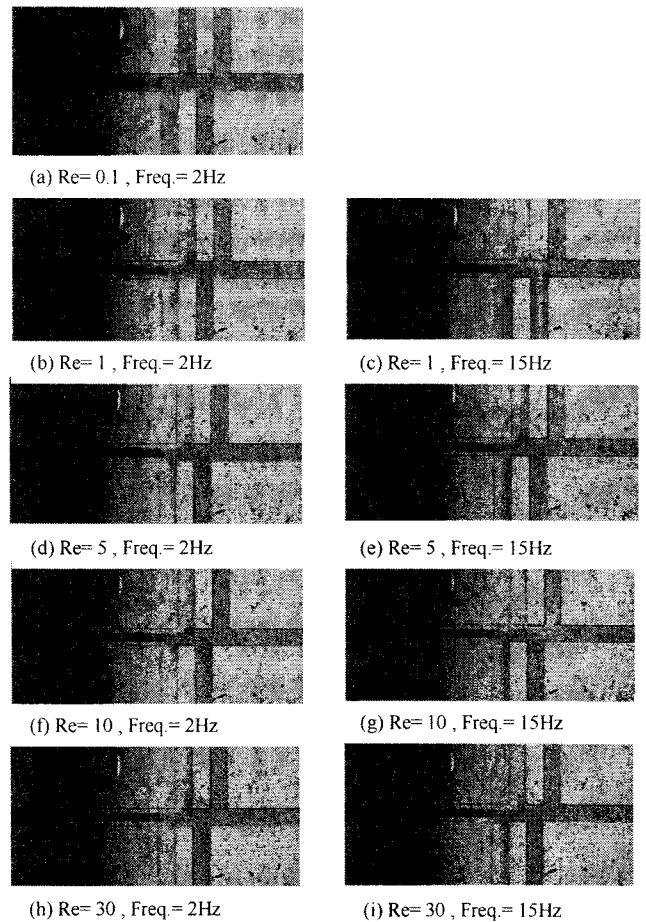 (a) Re= 0.1 , Freq.= 2Hz
(b) Re= 1 , Freq.= 2Hz
(c) Re= 1 , Freq.= 15Hz
(d) Re= 5 , Freq.= 2Hz
(e) Re= 5 , Freq.= 15Hz
(f) Re= 10 , Freq.= 2Hz
(g) Re= 10 , Freq.= 15Hz
(h) Re= 30 , Freq.= 2Hz
(i) Re= 30 , Freq.= 15Hz